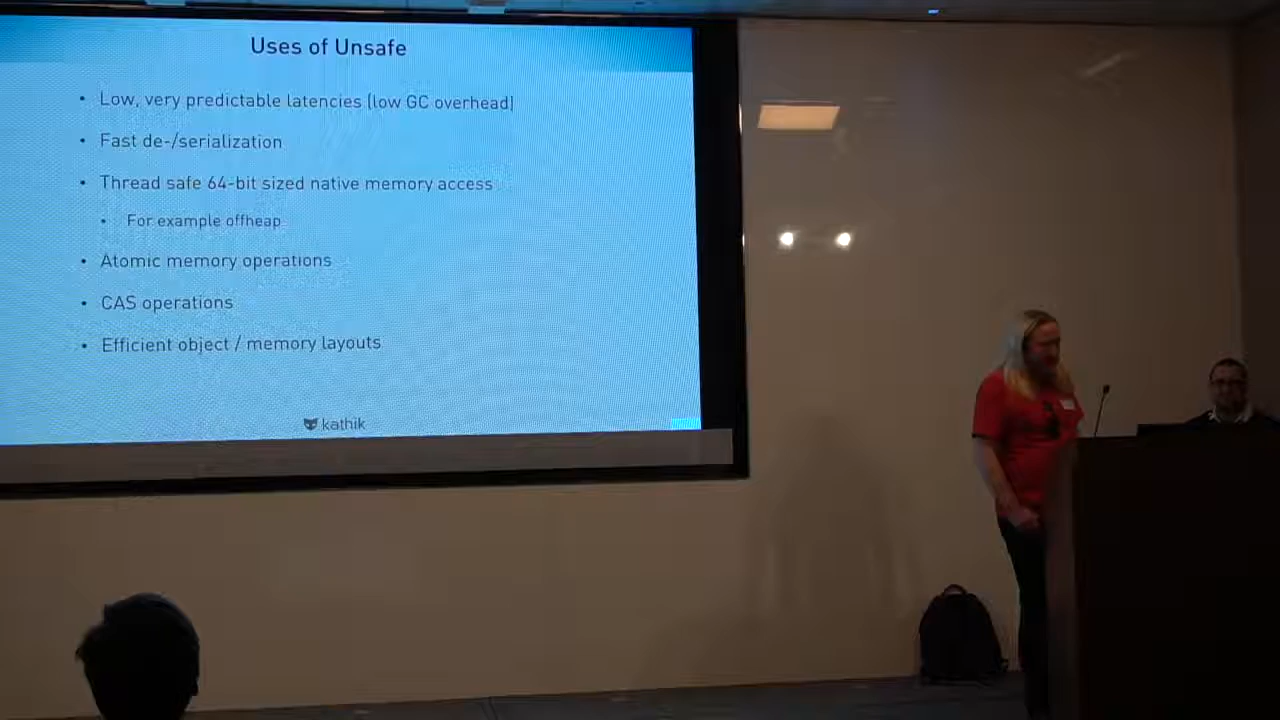 Uses of Unsafe
• Low, very predictable latencies (low GC overhead)
• Fast de-/serialization
• Thread safe 64-bit sized native memory access
• For example offheap
• Atomic memory operations
• CAS operations
• Efficient object / memory layouts
kathik